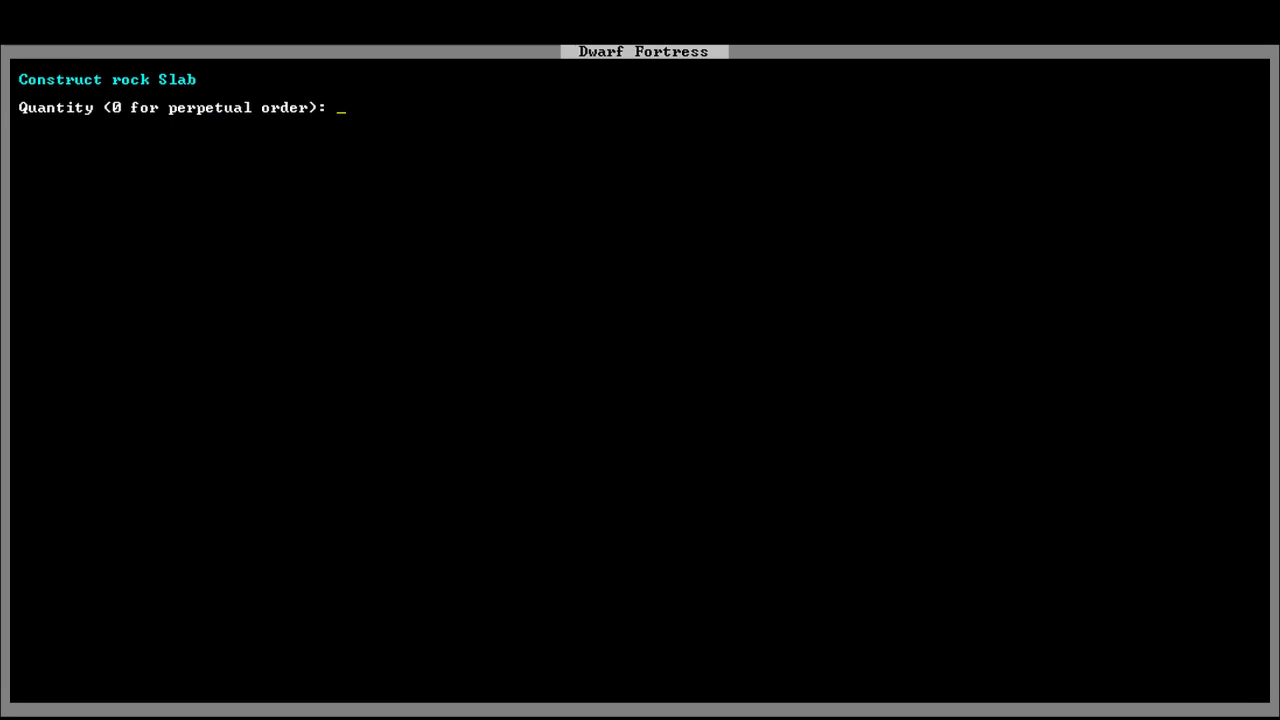 Dwarf Fortress
Construct rock Slab
Quantity (0 for perpetual order): _